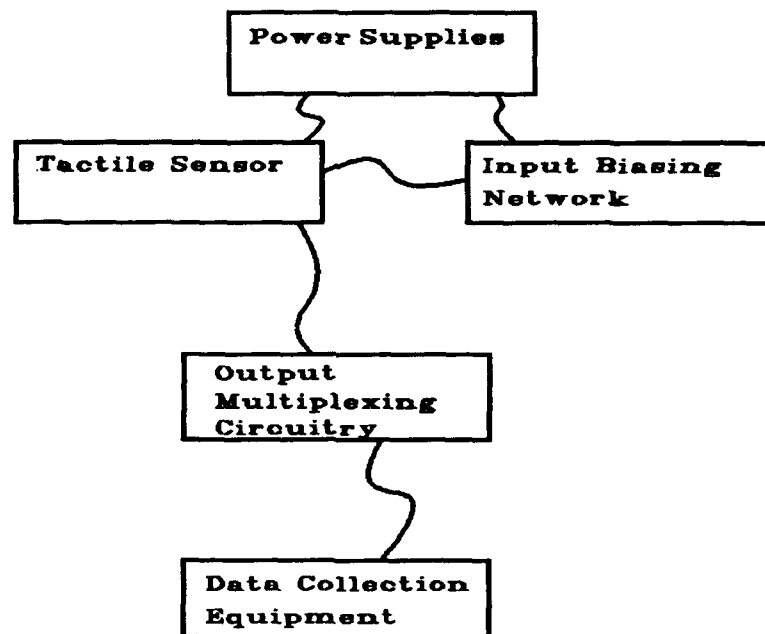 Power Supplies
Tactile Sensor
Input Biasing
Network
Output
Multiplexing
Circuitry
Data Collection
Equipment